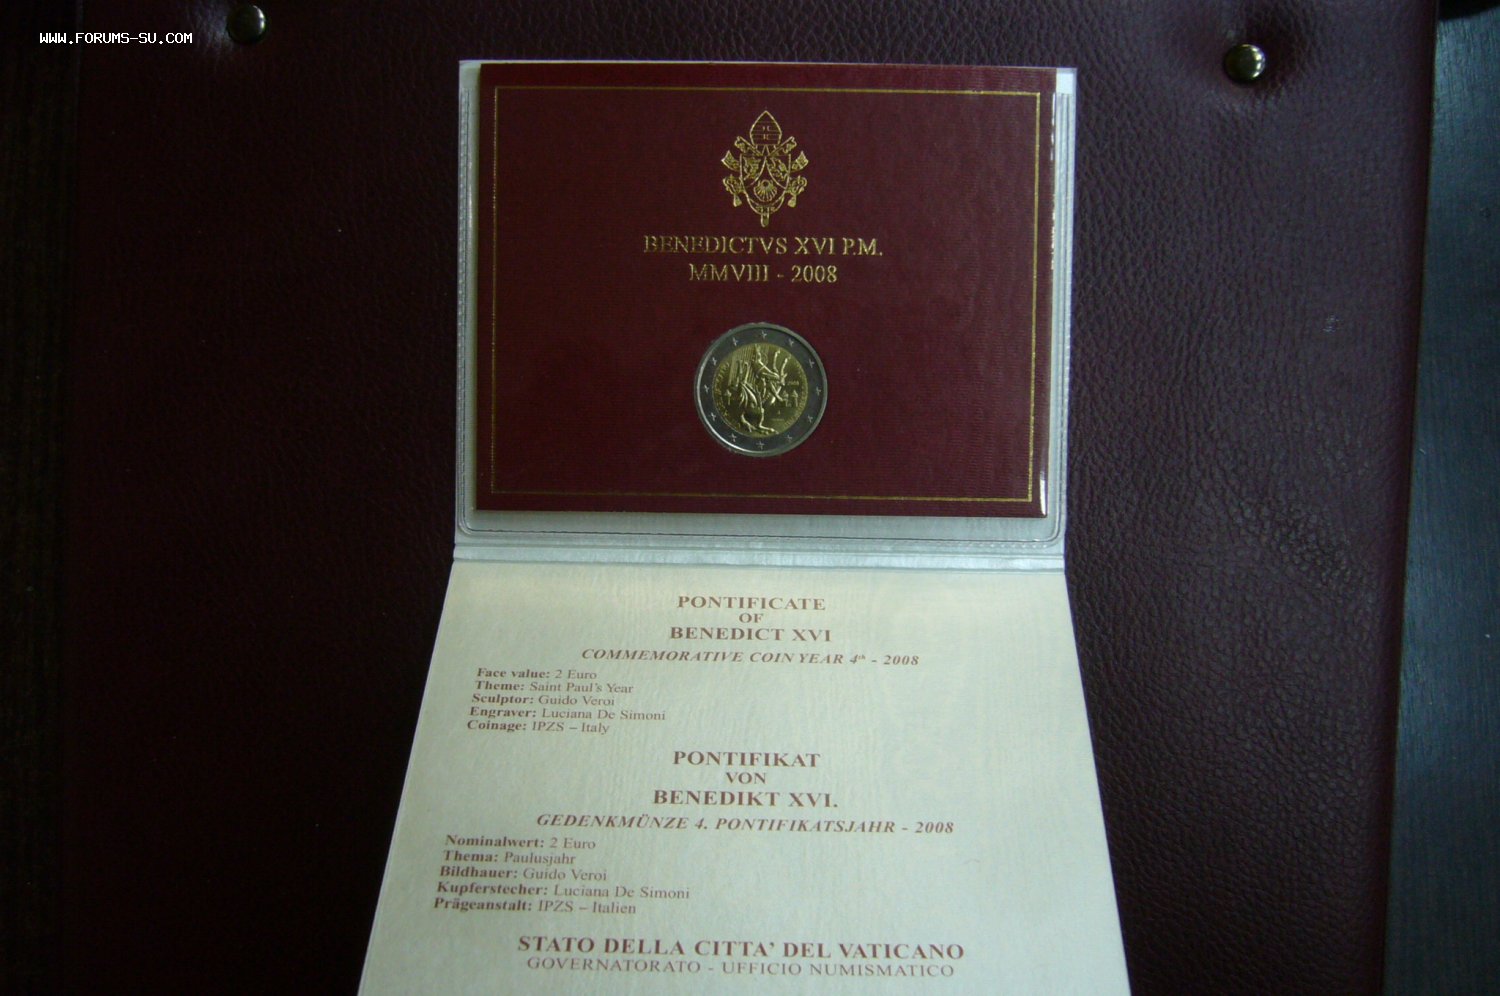 WWW.FORUMS-SU.COM
BENEDICTVS XVI P.M.
MMVIII - 2008
2008
PONTIFICATE
OF
BENEDICT XVI
COMMEMORATIVE COIN YEAR 4th - 2008
Face value: 2 Euro
Theme: Saint Paul's Year
Sculptor: Guido Veroi
Engraver: Luciana De Simoni
Coinage: IPZS – Italy
PONTIFIKAT
VON
BENEDIKT XVI.
GEDENKMÜNZE 4. PONTIFIKATSJAHR - 2008
Nominalwert: 2 Euro
Thema: Paulusjahr
Bildhauer: Guido Veroi
Kupferstecher: Luciana De Simoni
Prägeanstalt: IPZS – Italien
STATO DELLA CITTA' DEL VATICANO
GOVERNATORATO - UFFICIO NUMISMATICO